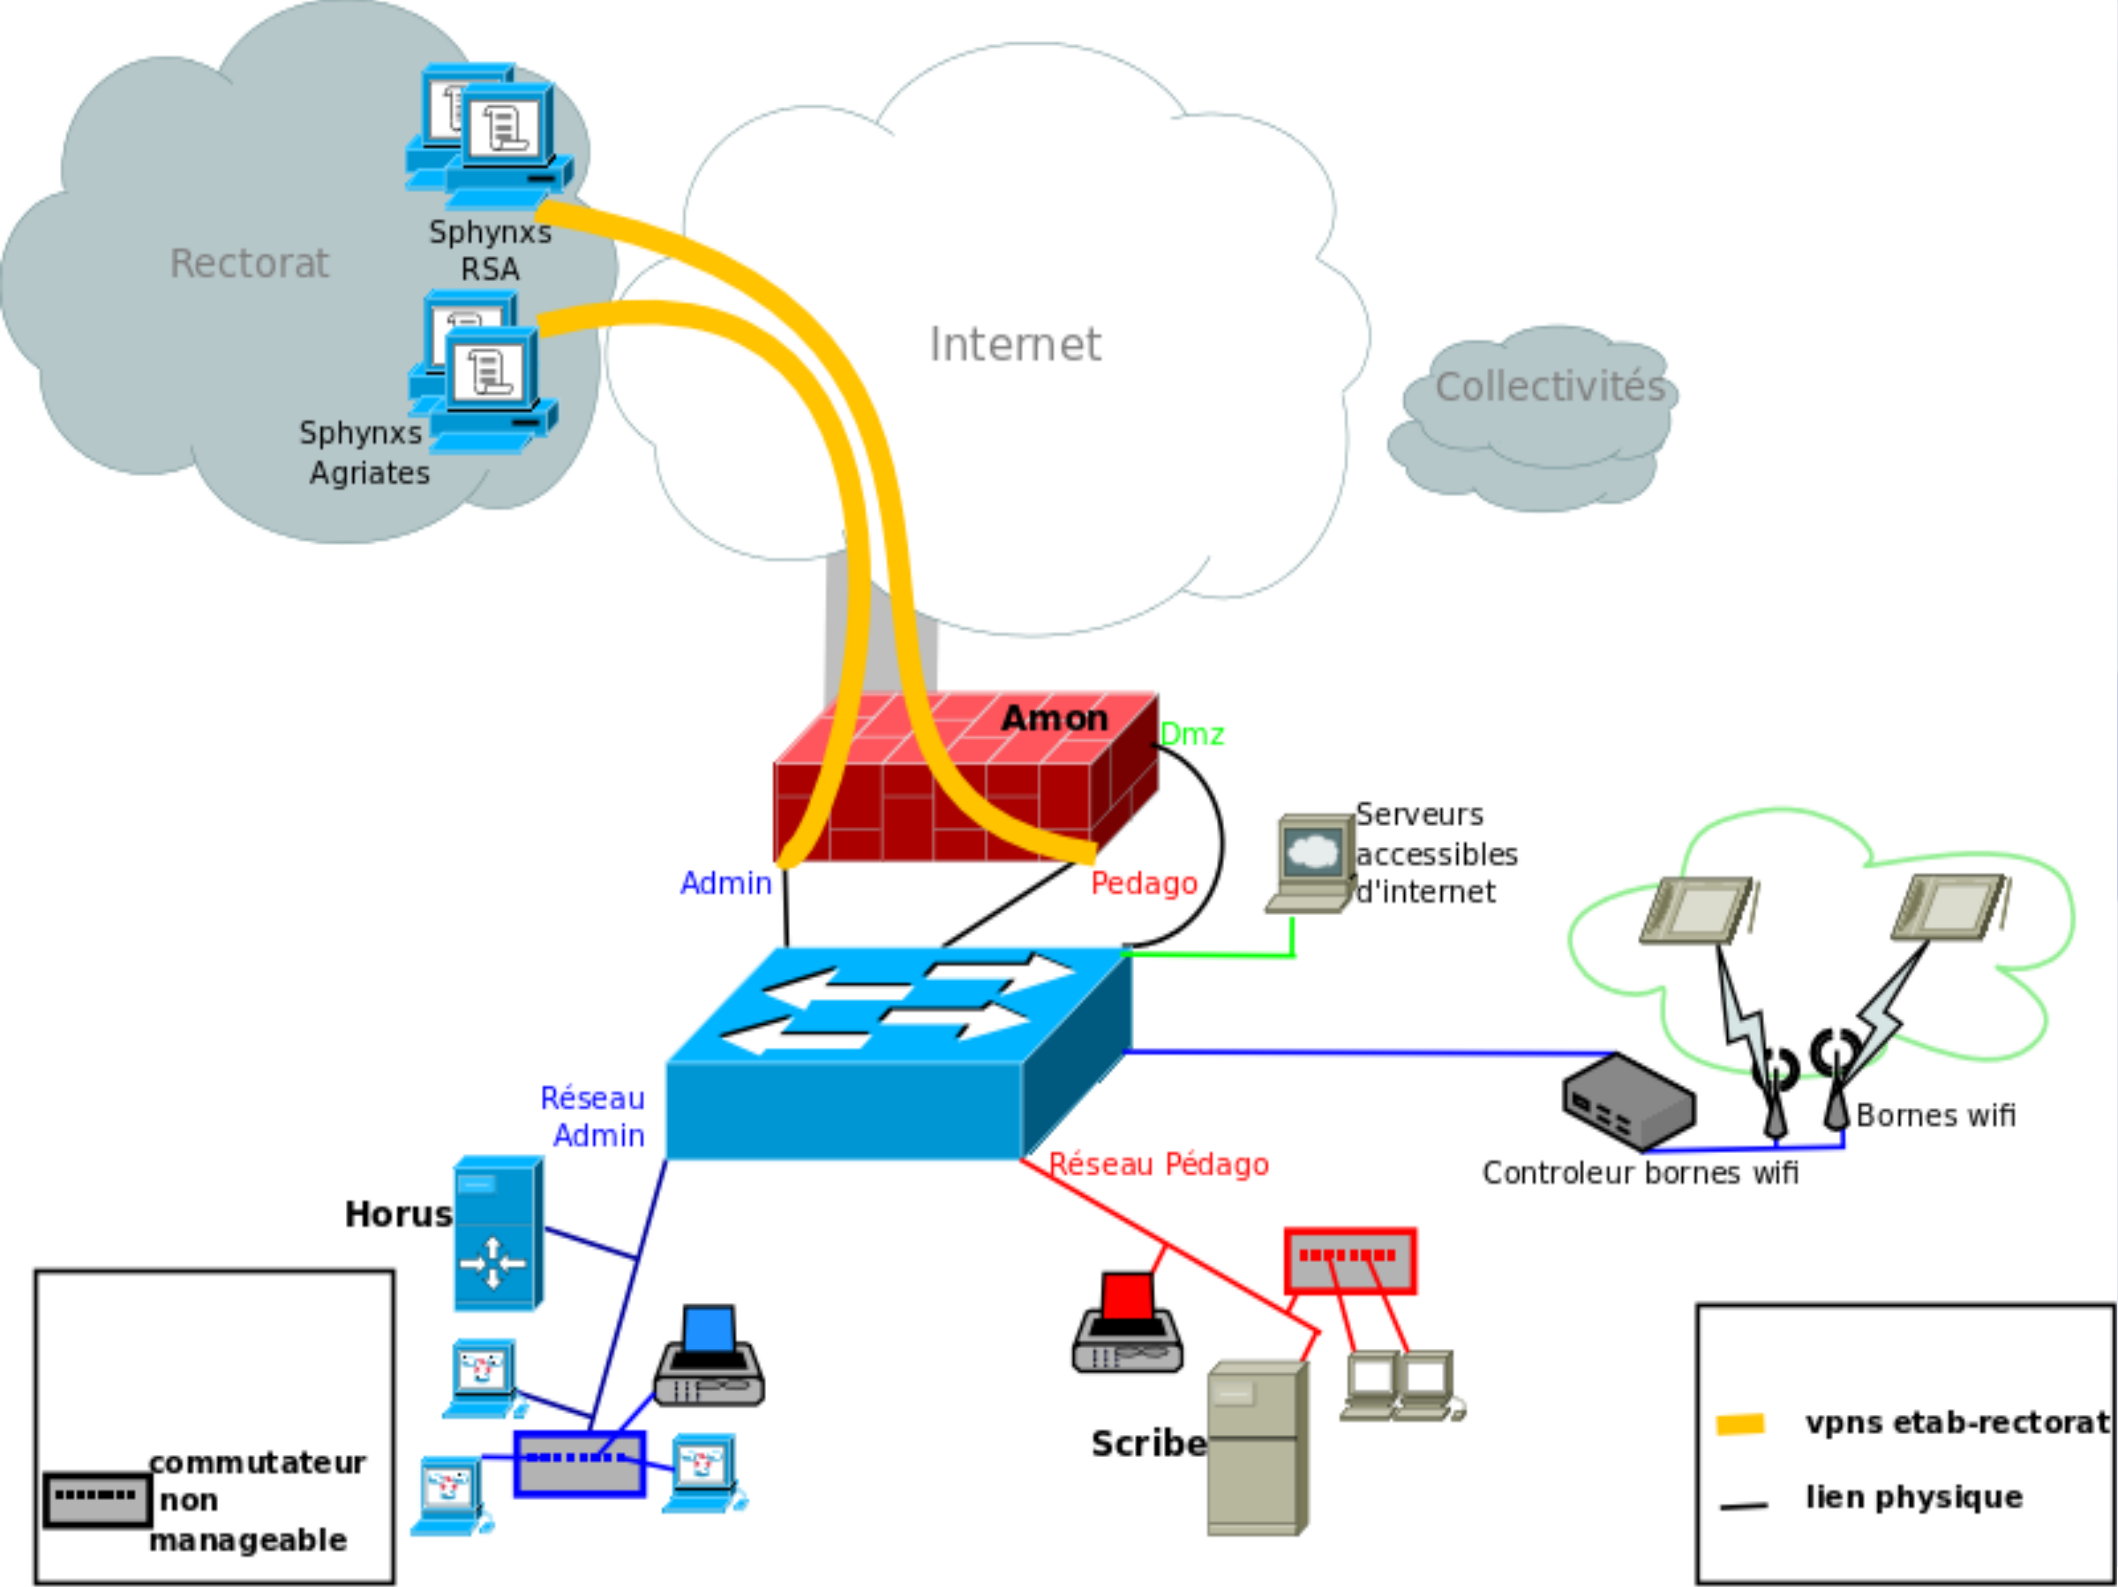 Rectorat
Sphynxs
RSA
Sphynxs
Agriates
Internet
Collectivités
Amon
Dmz
Admin
Pedago
Serveurs
accessibles
d'internet
Réseau
Admin
Réseau Pédago
Bornes wifi
Controleur bornes wifi
Horus
Scribe
commutateur
non
manageable
vpns etab-rectorat
lien physique